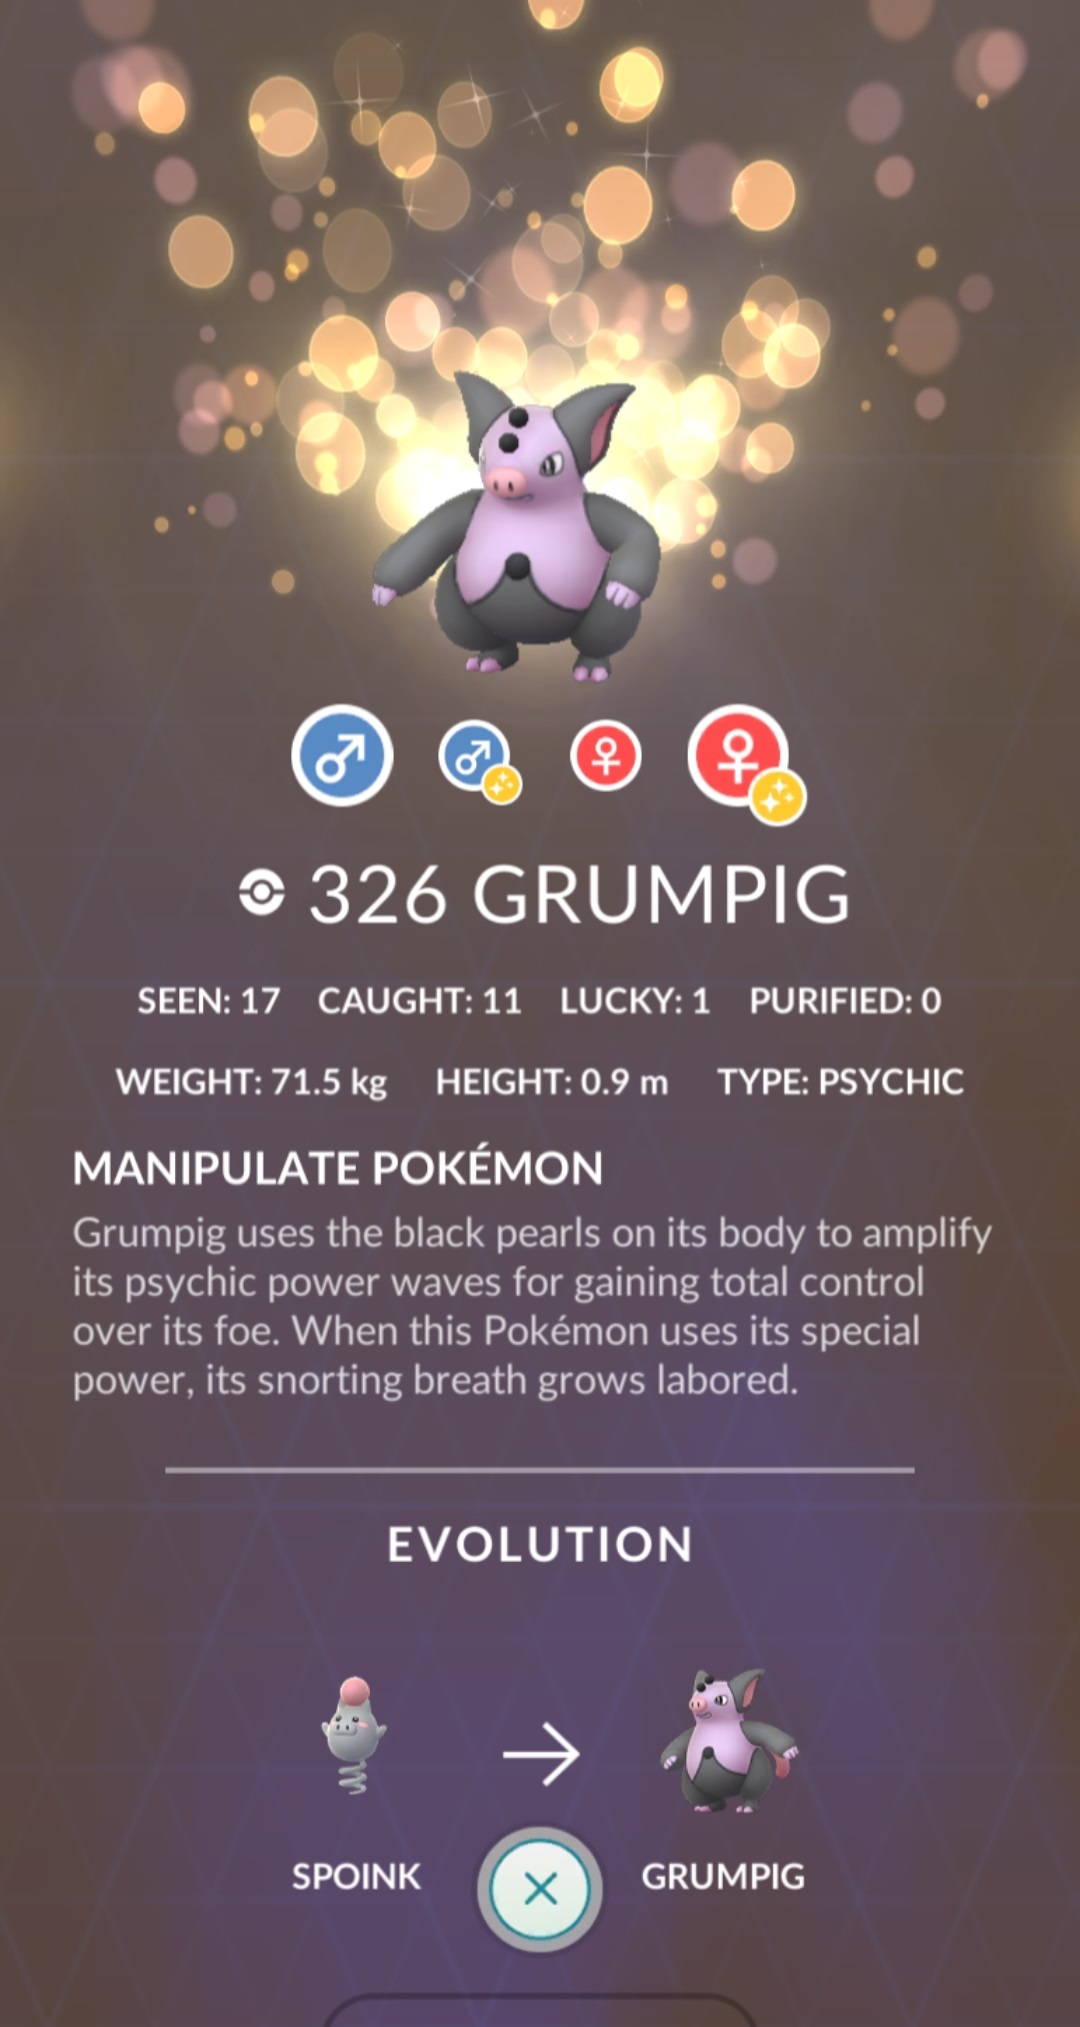 326 GRUMPIG
SEEN: 17 CAUGHT: 11 LUCKY: 1 PURIFIED: 0
WEIGHT: 71.5 kg HEIGHT: 0.9 m TYPE: PSYCHIC
MANIPULATE POKÉMON
Grumpig uses the black pearls on its body to amplify
its psychic power waves for gaining total control
over its foe. When this Pokémon uses its special
power, its snorting breath grows labored.
EVOLUTION
SPOINK GRUMPIG